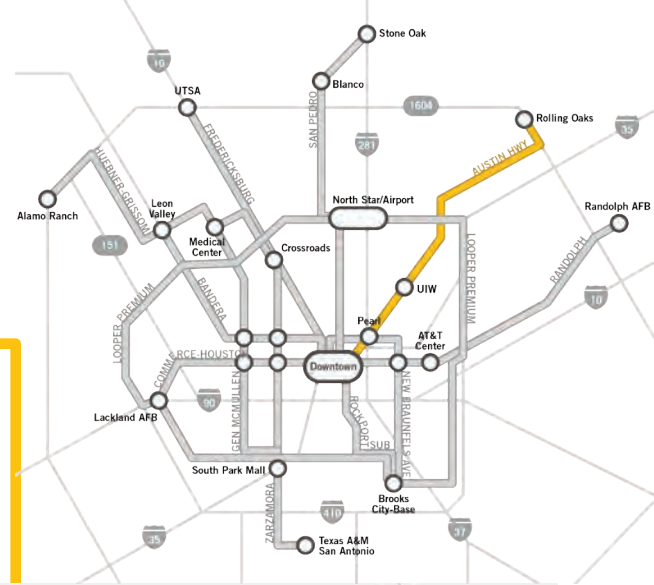 Stone Oak
10
UTSA
Blanco
1604
SAN PEDRO
FREDERICKSBURG
281
Rolling Oaks
35
AUSTIN HWY
HUEBNER-GRISSOM
Leon
Valley
North Star/Airport
Randolph AFB
Alamo Ranch
Medical
Center
151
Crossroads
LOOPER PREMIUM
RANDOLPH
UIW
10
BANDERA
LOOPER PREMIUM
Pearl
AT&T
Center
COMME
RCE-HOUSTON
Downtown
GEN MCMULLEN
90
ROCKPORT
NEW BRAUNFELS AVE
Lackland AFB
SUB
South Park Mall
Brooks
City-Base
ZARZAMORA
410
35
37
Texas A&M
San Antonio